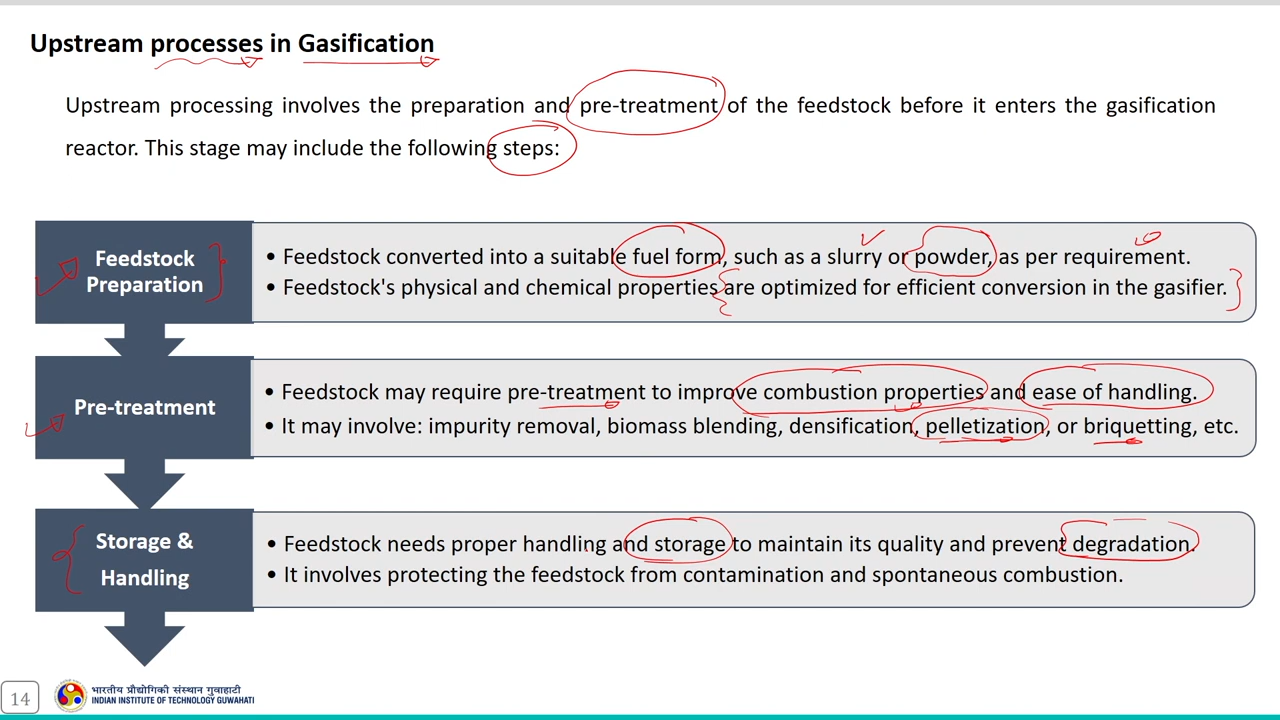 Upstream processes in Gasification
Upstream processing involves the preparation and pre-treatment of the feedstock before it enters the gasification
reactor. This stage may include the following steps:
Feedstock
Preparation
• Feedstock converted into a suitable fuel form, such as a slurry or powder, as per requirement.
• Feedstock's physical and chemical properties are optimized for efficient conversion in the gasifier.
Pre-treatment
• Feedstock may require pre-treatment to improve combustion properties and ease of handling.
• It may involve: impurity removal, biomass blending, densification, pelletization, or briquetting, etc.
Storage &
Handling
• Feedstock needs proper handling and storage to maintain its quality and prevent degradation.
• It involves protecting the feedstock from contamination and spontaneous combustion.
14
भारतीय प्रौद्योगिकी संस्थान गुवाहाटी
INDIAN INSTITUTE OF TECHNOLOGY GUWAHATI